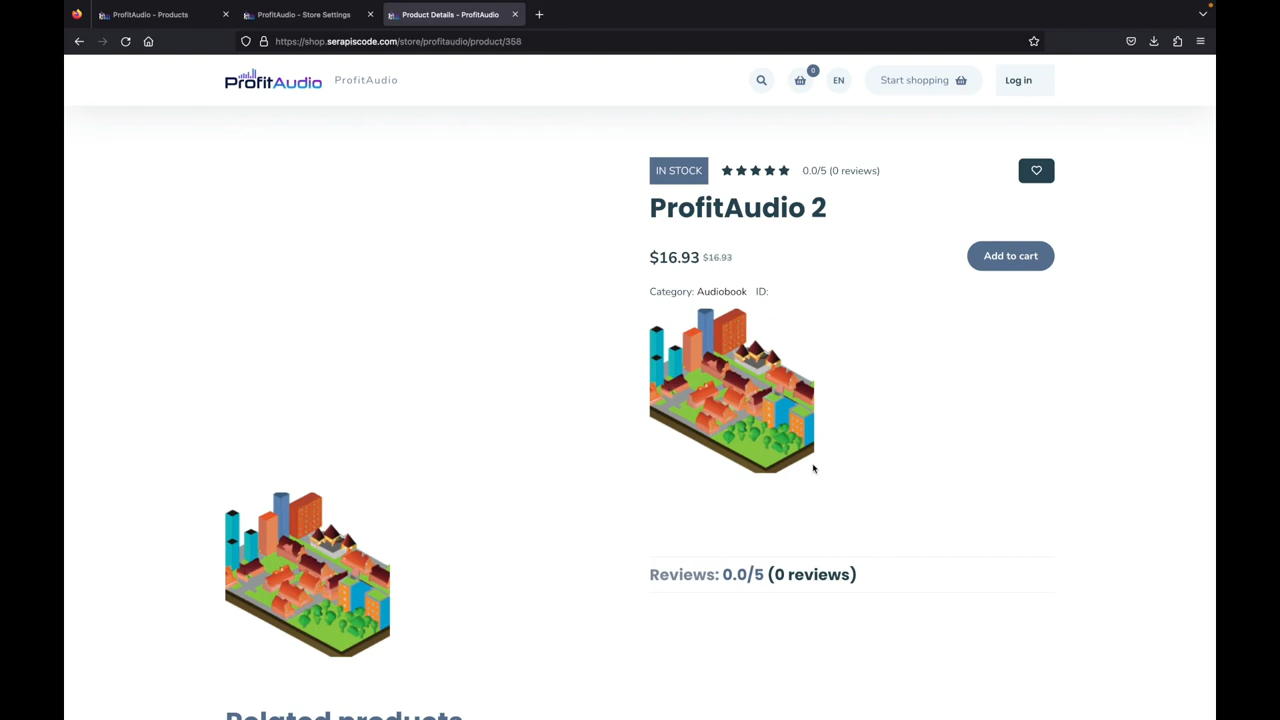 ProfitAudio - Products
ProfitAudio - Store Settings
Product Details - ProfitAudio
https://shop.serapiscode.com/store/profitaudio/product/358
ProfitAudio
ProfitAudio
0
EN
Start shopping
Log in
IN STOCK
0.0/5 (0 reviews)
ProfitAudio 2
$16.93 $16.93
Add to cart
Category: Audiobook ID:
Reviews: 0.0/5 (0 reviews)
Related products